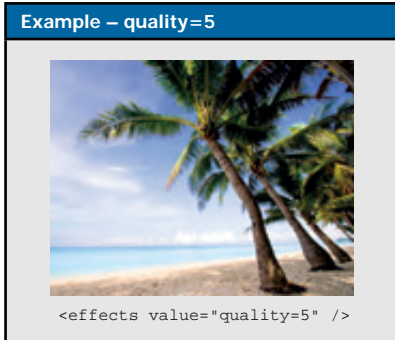 Example – quality=5
<effects value="quality=5" />